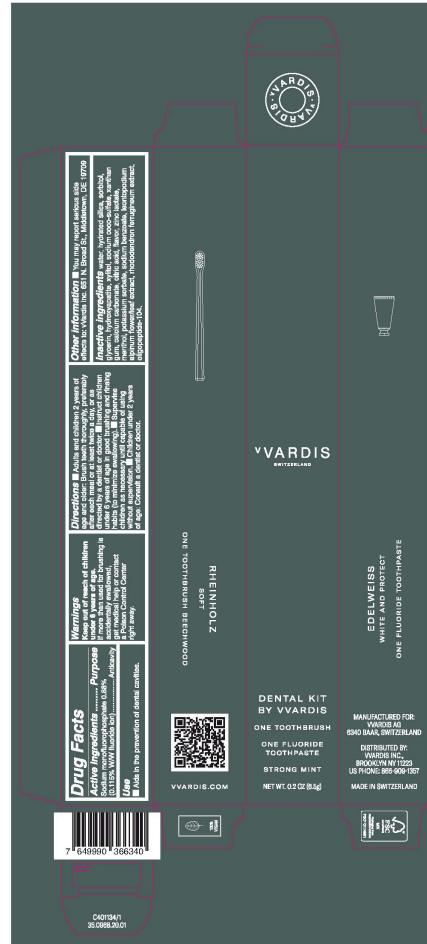 VVARDIS · VVARDIS ·
Drug Facts
Active Ingredients ......... Purpose
Sodium monofluorophosphate 0.88%
(0.115% W/W fluoride ion) ............... Anticavity
Use
■ Aids in the prevention of dental cavities.
Warnings
Keep out of reach of children
under 6 years of age.
If more than used for brushing is
accidentally swallowed,
get medical help or contact
a Poison Control Center
right away.
Directions ■ Adults and children 2 years of
age and older: Brush teeth thoroughly, preferably
after each meal or at least twice a day, or as
directed by a dentist or doctor. ■ Instruct children
under 6 years of age in good brushing and rinsing
habits (to minimize swallowing). ■ Supervise
children as necessary until capable of using
without supervision. ■ Children under 2 years
of age: Consult a dentist or doctor.
Other information ■ You may report serious side
effects to: vVardis Inc. 651 N. Broad St., Middletown, DE 19709
Inactive ingredients water, hydrated silica, sorbitol,
glycerin, hydroxyapatite, xylitol, sodium coco-sulfate, xanthan
gum, calcium carbonate, citric acid, flavor, zinc lactate,
menthol, potassium sorbate, sodium benzoate, leontopodium
alpinum flower/leaf extract, rhododendron ferrugineum extract,
oligopeptide-104.
RHEINHOLZ
SOFT
ONE TOOTHBRUSH BEECHWOOD
VVARDIS.COM
VVARDIS
SWITZERLAND
DENTAL KIT
BY VVARDIS
ONE TOOTHBRUSH
ONE FLUORIDE
TOOTHPASTE
STRONG MINT
NET WT. 0.2 OZ (6.5g)
EDELWEISS
WHITE AND PROTECT
ONE FLUORIDE TOOTHPASTE
MANUFACTURED FOR:
VVARDIS AG
6340 BAAR, SWITZERLAND
DISTRIBUTED BY:
VVARDIS INC.,
BROOKLYN NY 11223
US PHONE: 866-909-1357
MADE IN SWITZERLAND
FSC
MIX
7 649990 366340
C401134/1
35.0968.20.01